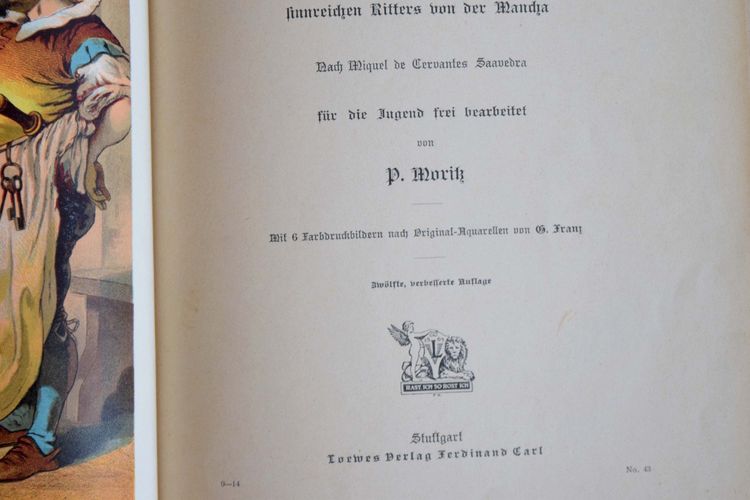 sinnreichen Ritters von der Mancha
Nach Miguel de Cervantes Saavedra
für die Jugend frei bearbeitet
von
P. Moritz
Mit 6 Farbdruckbildern nach Original-Aquarellen von G. Franz
Zwölfte, verbesserte Auflage
L
RAST ICH SO ROST ICH
Stuttgart
Loewes Verlag Ferdinand Carl
9—14
No. 43